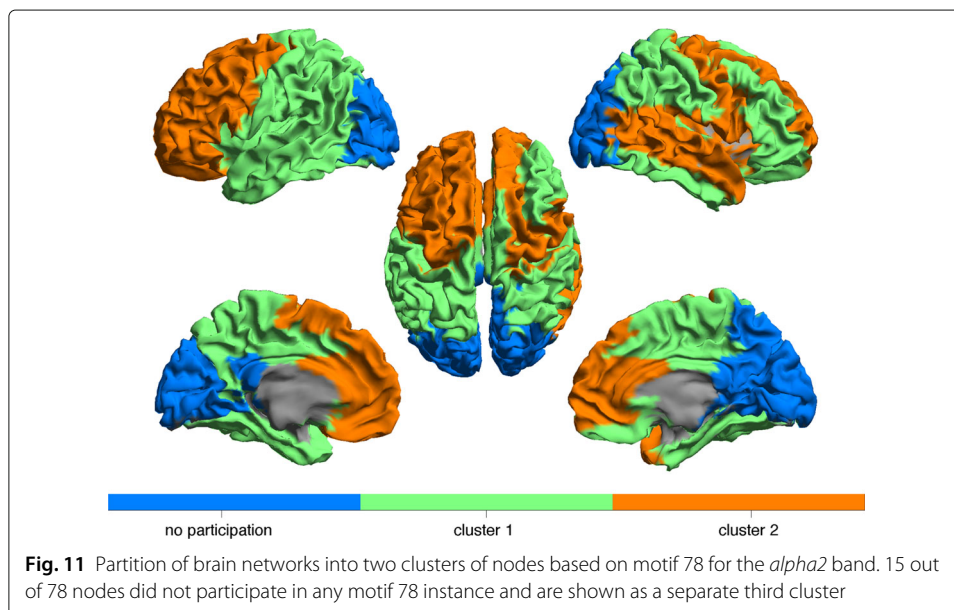 no participation
cluster 1
cluster 2
Fig. 11 Partition of brain networks into two clusters of nodes based on motif 78 for the alpha2 band. 15 out
of 78 nodes did not participate in any motif 78 instance and are shown as a separate third cluster